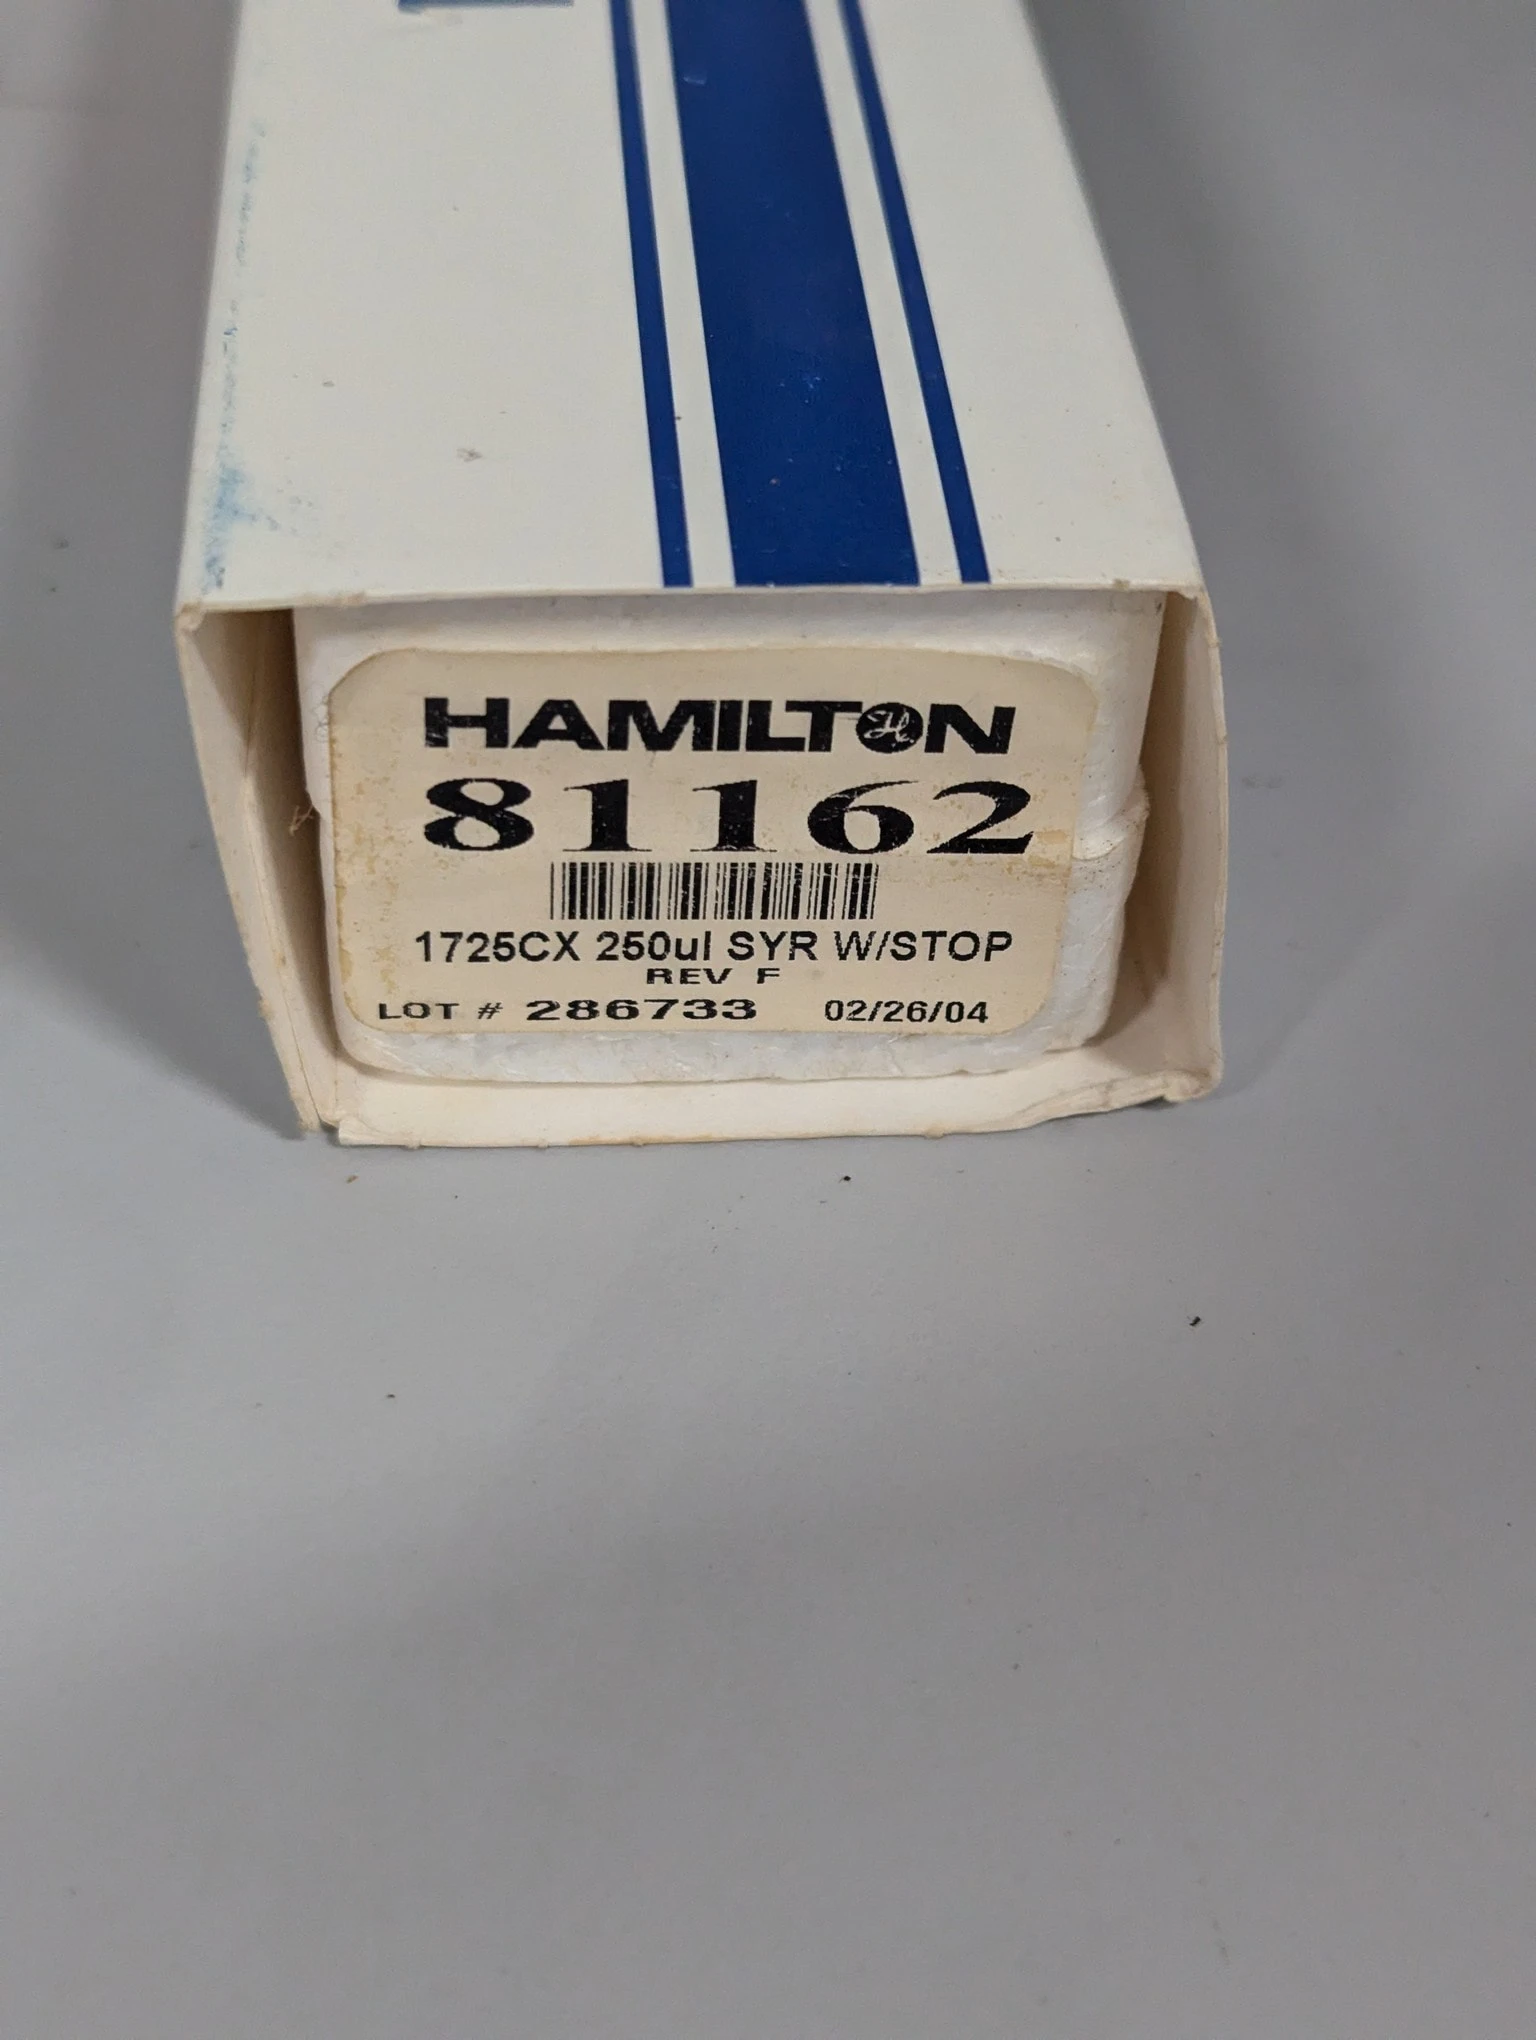 HAMILTON
81162
1725CX 250ul SYR W/STOP
REV F
LOT # 286733 02/26/04